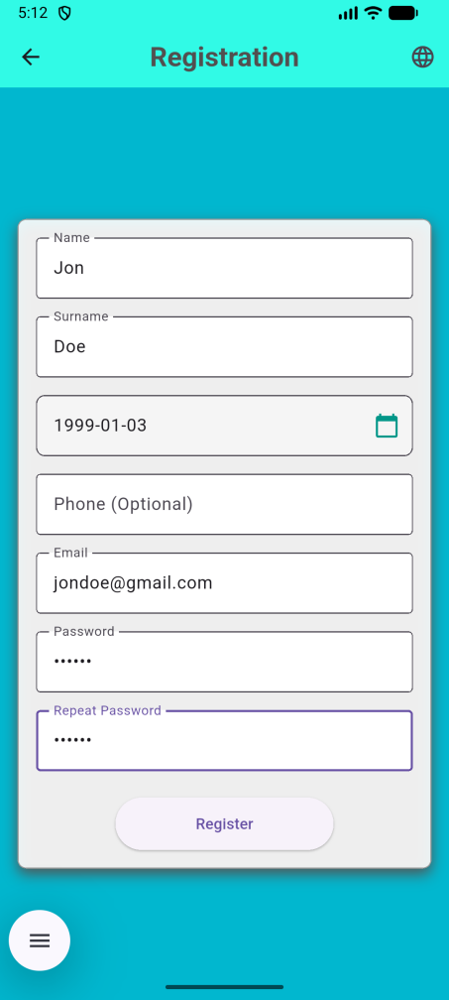 5:12
Registration
Name
Jon
Surname
Doe
1999-01-03
Phone (Optional)
Email
jondoe@gmail.com
Password
••••••
Repeat Password
••••••
Register